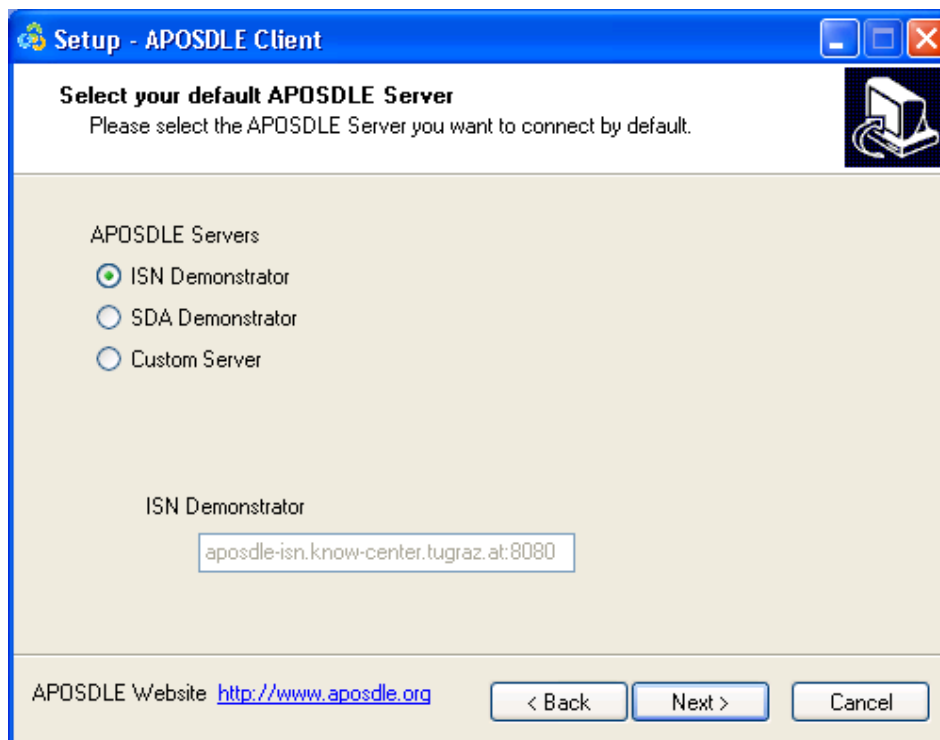 Setup - APOSDLE Client
Select your default APOSDLE Server
Please select the APOSDLE Server you want to connect by default.
APOSDLE Servers
ISN Demonstrator
SDA Demonstrator
Custom Server
ISN Demonstrator
aposdle-isn.know-center.tugraz.at:8080
APOSDLE Website http://www.aposdle.org
< Back
Next >
Cancel